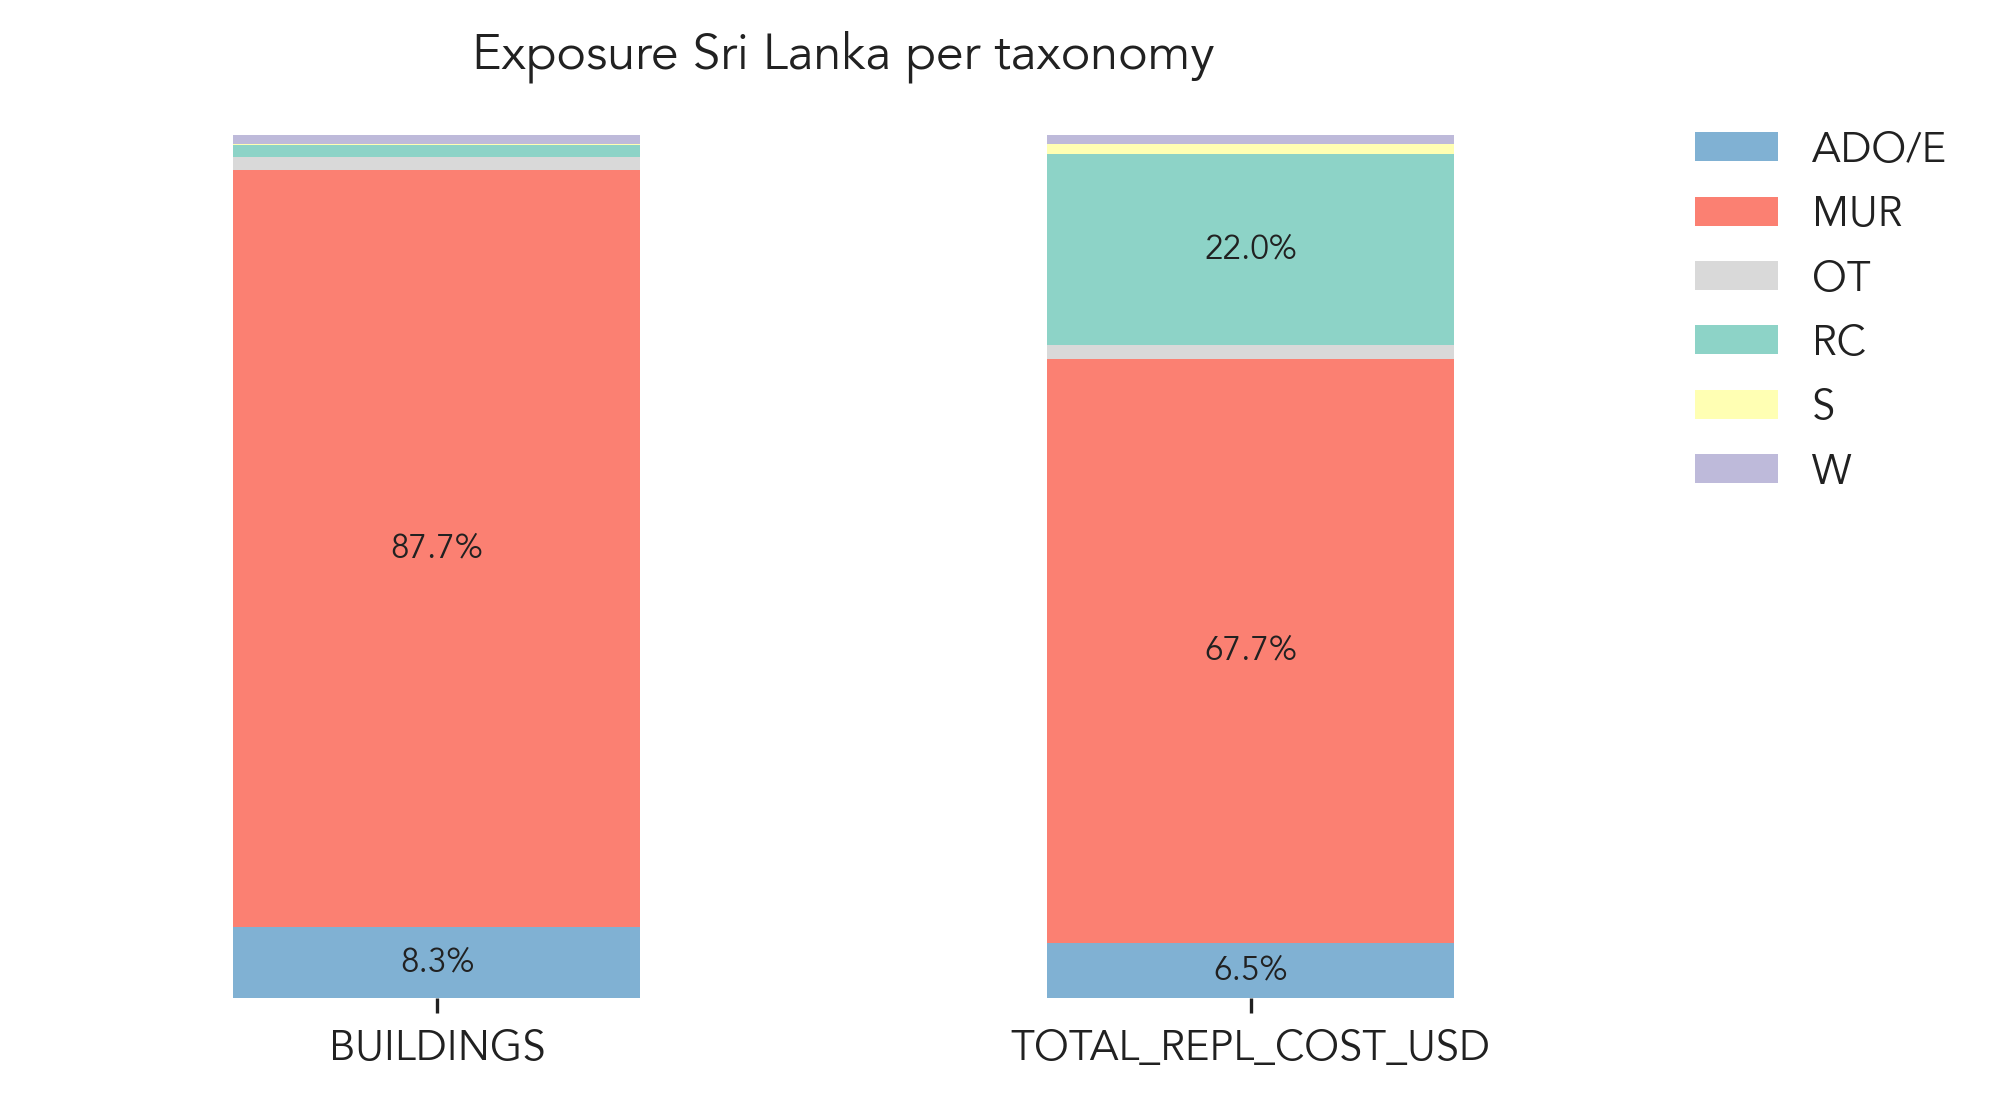 Exposure Sri Lanka per taxonomy
87.7%
8.3%
22.0%
67.7%
6.5%
BUILDINGS
TOTAL_REPL_COST_USD
ADO/E
MUR
OT
RC
S
W